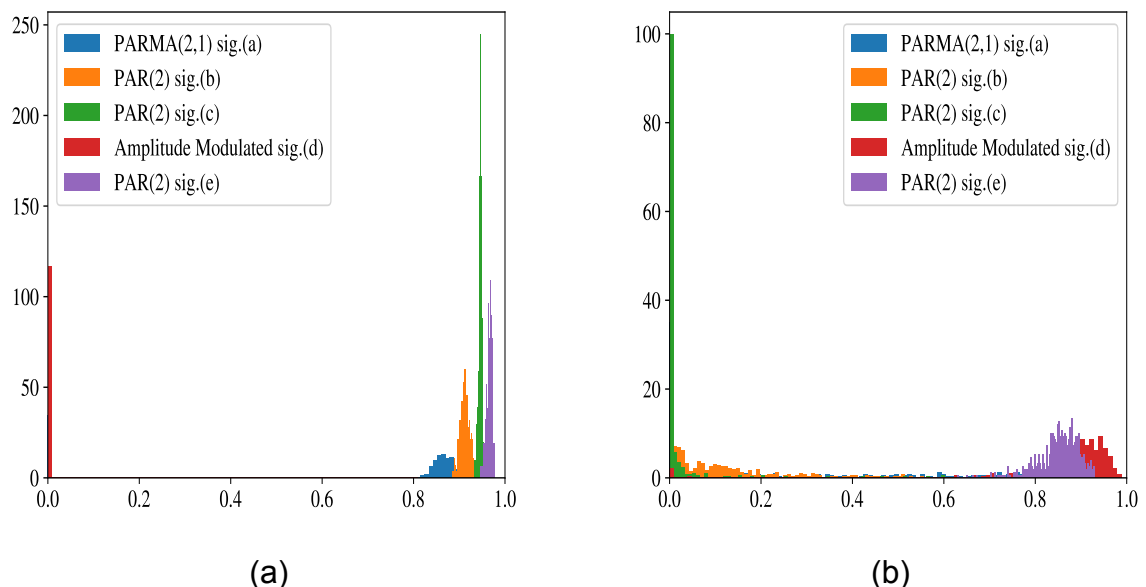 250
200
150
100
50
0
0.0 0.2 0.4 0.6 0.8 1.0
PARMA(2,1) sig.(a)
PAR(2) sig.(b)
PAR(2) sig.(c)
Amplitude Modulated sig.(d)
PAR(2) sig.(e)
(a)
100
80
60
40
20
0
0.0 0.2 0.4 0.6 0.8 1.0
PARMA(2,1) sig.(a)
PAR(2) sig.(b)
PAR(2) sig.(c)
Amplitude Modulated sig.(d)
PAR(2) sig.(e)
(b)